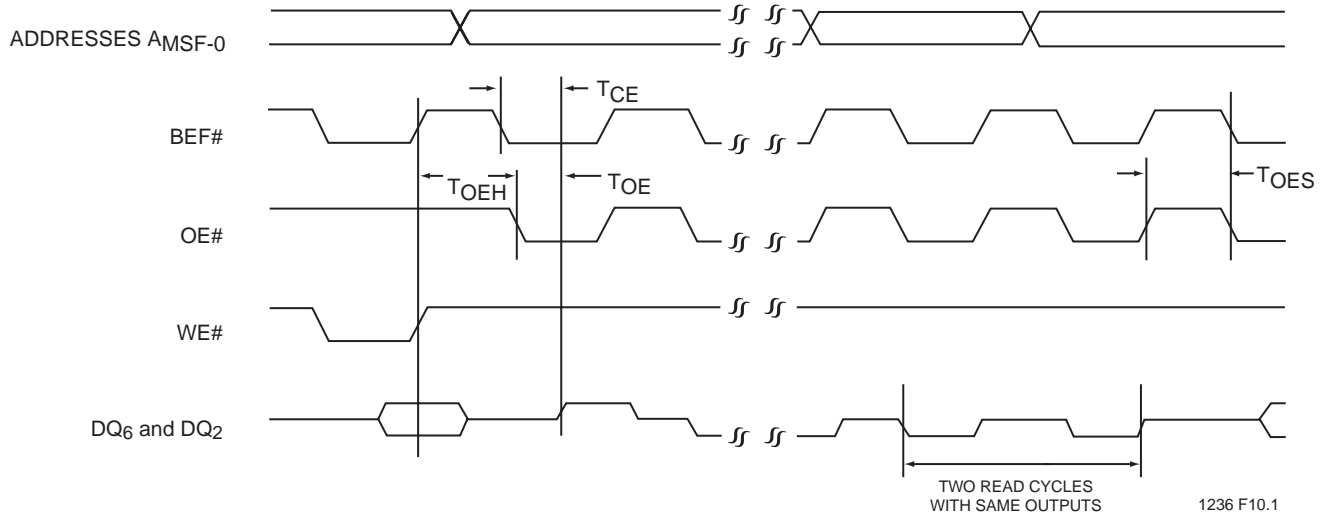 ADDRESSES AMSF-0
TCE
BEF#
TOEH
TOE
TOES
OE#
WE#
DQ6 and DQ2
TWO READ CYCLES
WITH SAME OUTPUTS
1236 F10.1